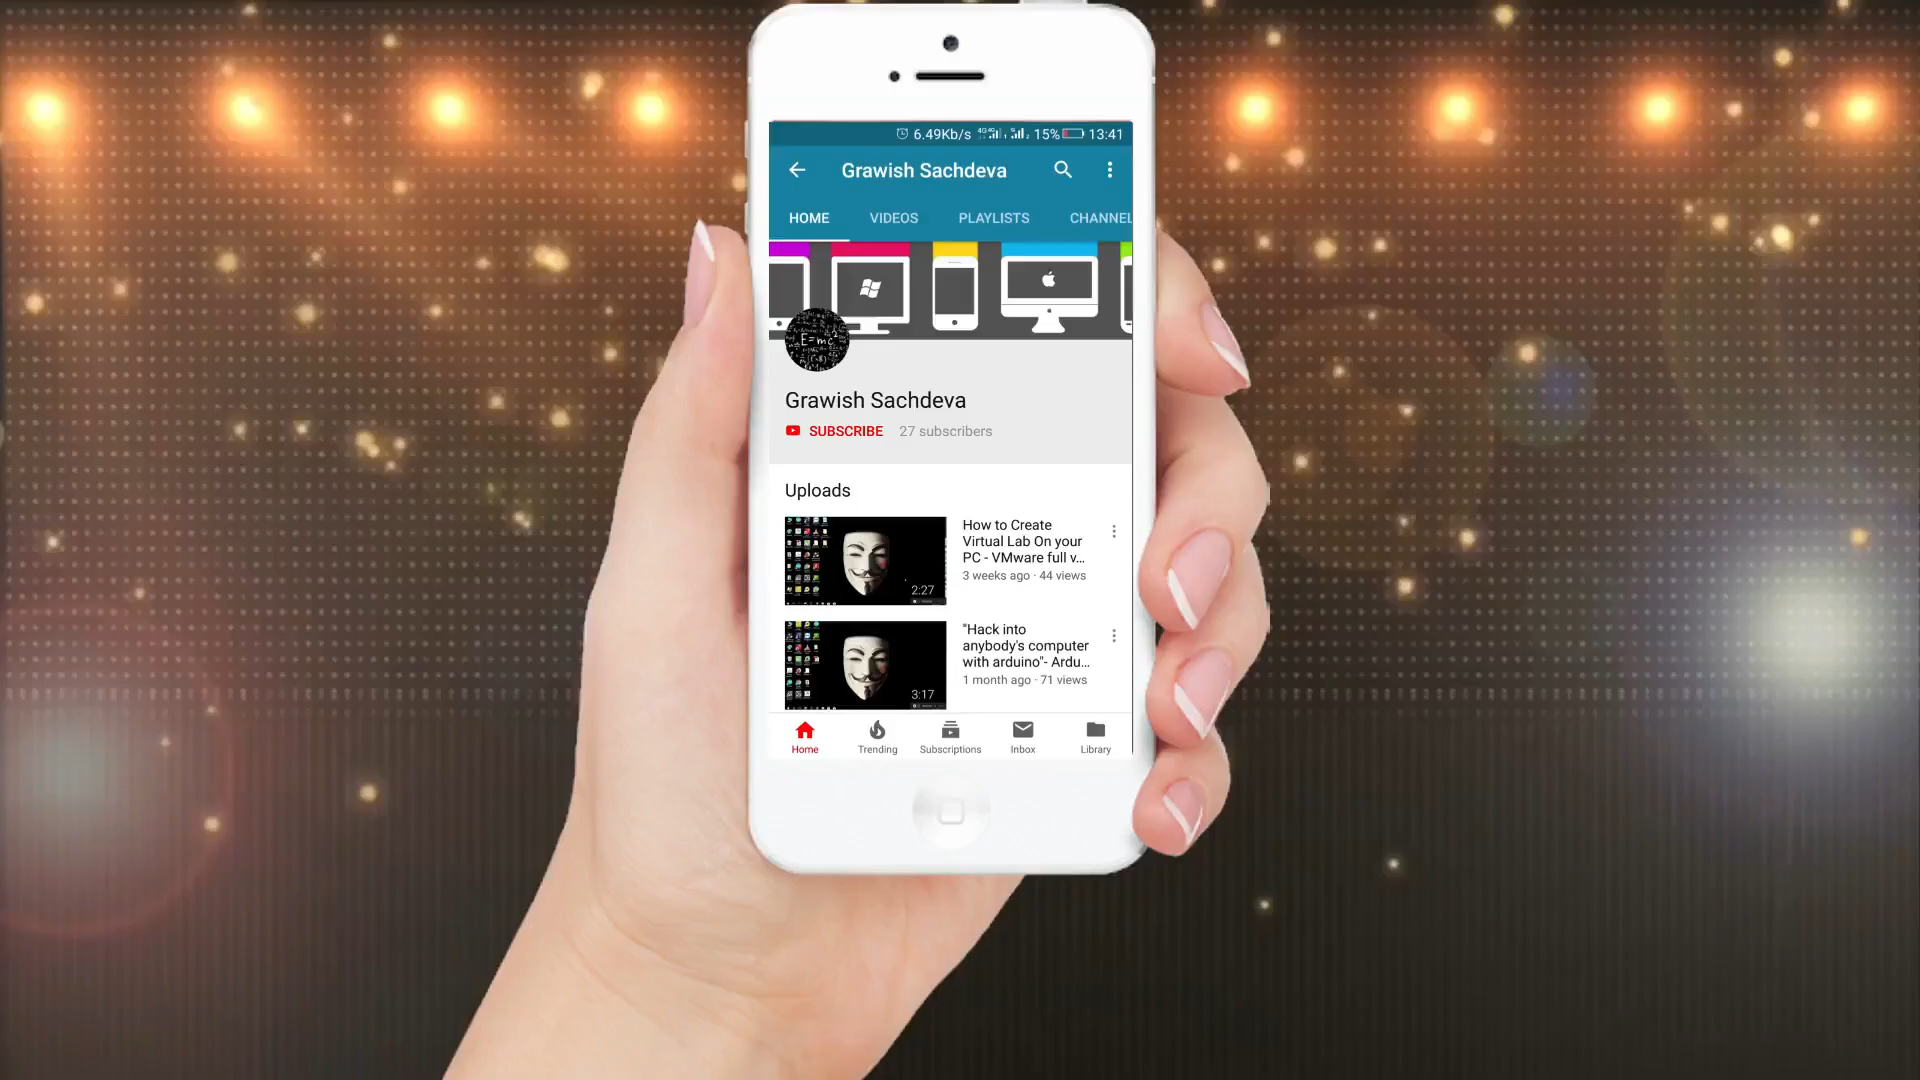 6.49Kb/s 15% 13:41
Grawish Sachdeva
HOME VIDEOS PLAYLISTS CHANNEL
E=mc²
Grawish Sachdeva
SUBSCRIBE 27 subscribers
Uploads
How to Create
Virtual Lab On your
PC - VMware full v...
3 weeks ago · 44 views
2:27
"Hack into
anybody's computer
with arduino"- Ardu...
1 month ago · 71 views
3:17
Home Trending Subscriptions Inbox Library